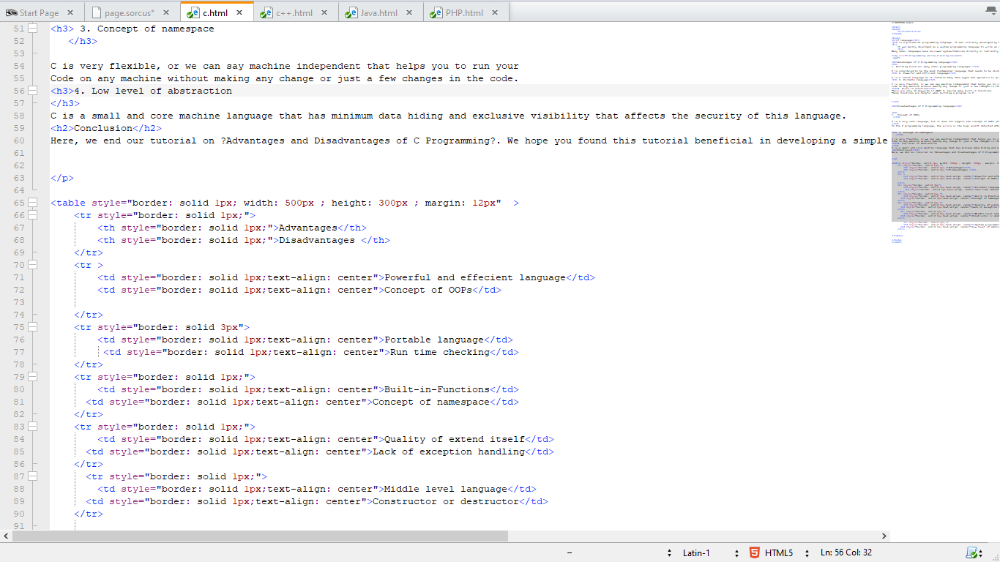 Start Page × page.sorcus* × c.html × c++.html × Java.html × PHP.html ×
51 <h3> 3. Concept of namespace
52 </h3>
53
54 C is very flexible, or we can say machine independent that helps you to run your
55 Code on any machine without making any change or just a few changes in the code.
56 <h3>4. Low level of abstraction
57 </h3>
58 C is a small and core machine language that has minimum data hiding and exclusive visibility that affects the security of this language.
59 <h2>Conclusion</h2>
60 Here, we end our tutorial on ?Advantages and Disadvantages of C Programming?. We hope you found this tutorial beneficial in developing a simple
61
62
63 </p>
64
65 <table style="border: solid 1px; width: 500px ; height: 300px ; margin: 12px"  >
66 <tr style="border: solid 1px;">
67 <th style="border: solid 1px;">Advantages</th>
68 <th style="border: solid 1px;">Disadvantages </th>
69 </tr>
70 <tr >
71 <td style="border: solid 1px;text-align: center">Powerful and effecient language</td>
72 <td style="border: solid 1px;text-align: center">Concept of OOPs</td>
73
74 </tr>
75 <tr style="border: solid 3px">
76 <td style="border: solid 1px;text-align: center">Portable language</td>
77 <td style="border: solid 1px;text-align: center">Run time checking</td>
78 </tr>
79 <tr style="border: solid 1px;">
80 <td style="border: solid 1px;text-align: center">Built-in-Functions</td>
81 <td style="border: solid 1px;text-align: center">Concept of namespace</td>
82 </tr>
83 <tr style="border: solid 1px;">
84 <td style="border: solid 1px;text-align: center">Quality of extend itself</td>
85 <td style="border: solid 1px;text-align: center">Lack of exception handling</td>
86 </tr>
87 <tr style="border: solid 1px;">
88 <td style="border: solid 1px;text-align: center">Middle level language</td>
89 <td style="border: solid 1px;text-align: center">Constructor or destructor</td>
90 </tr>
91
– Latin-1 HTML5 Ln: 56 Col: 32